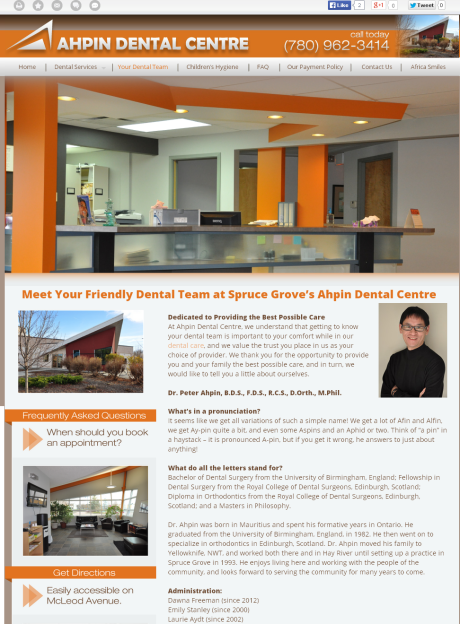 Like 2
g+1 0
Tweet 0
AHPIN DENTAL CENTRE
call today
(780) 962-3414
Home | Dental Services | Your Dental Team | Children's Hygiene | FAQ | Our Payment Policy | Contact Us | Africa Smiles
Meet Your Friendly Dental Team at Spruce Grove's Ahpin Dental Centre
Dedicated to Providing the Best Possible Care
At Ahpin Dental Centre, we understand that getting to know
your dental team is important to your comfort while in our
dental care, and we value the trust you place in us as your
choice of provider. We thank you for the opportunity to provide
you and your family the best possible care, and in turn, we
would like to tell you a little about ourselves.
Dr. Peter Ahpin, B.D.S., F.D.S., R.C.S., D.Orth., M.Phil.
What's in a pronunciation?
It seems like we get all variations of such a simple name! We get a lot of Afin and Alfin,
we get Ay-pin quite a bit, and even some Aspins and an Aphid or two. Think of "a pin" in
a haystack – it is pronounced A-pin, but if you get it wrong, he answers to just about
anything!
What do all the letters stand for?
Bachelor of Dental Surgery from the University of Birmingham, England; Fellowship in
Dental Surgery from the Royal College of Dental Surgeons, Edinburgh, Scotland;
Diploma in Orthodontics from the Royal College of Dental Surgeons, Edinburgh,
Scotland; and a Masters in Philosophy.
Dr. Ahpin was born in Mauritius and spent his formative years in Ontario. He
graduated from the University of Birmingham, England, in 1982. He then went on to
specialize in orthodontics in Edinburgh, Scotland. Dr. Ahpin moved his family to
Yellowknife, NWT, and worked both there and in Hay River until setting up a practice in
Spruce Grove in 1993. He enjoys living here and working with the people of the
community, and looks forward to serving the community for many years to come.
Administration:
Dawna Freeman (since 2012)
Emily Stanley (since 2000)
Laurie Aydt (since 2002)
Frequently Asked Questions
When should you book
an appointment?
Get Directions
Easily accessible on
McLeod Avenue.